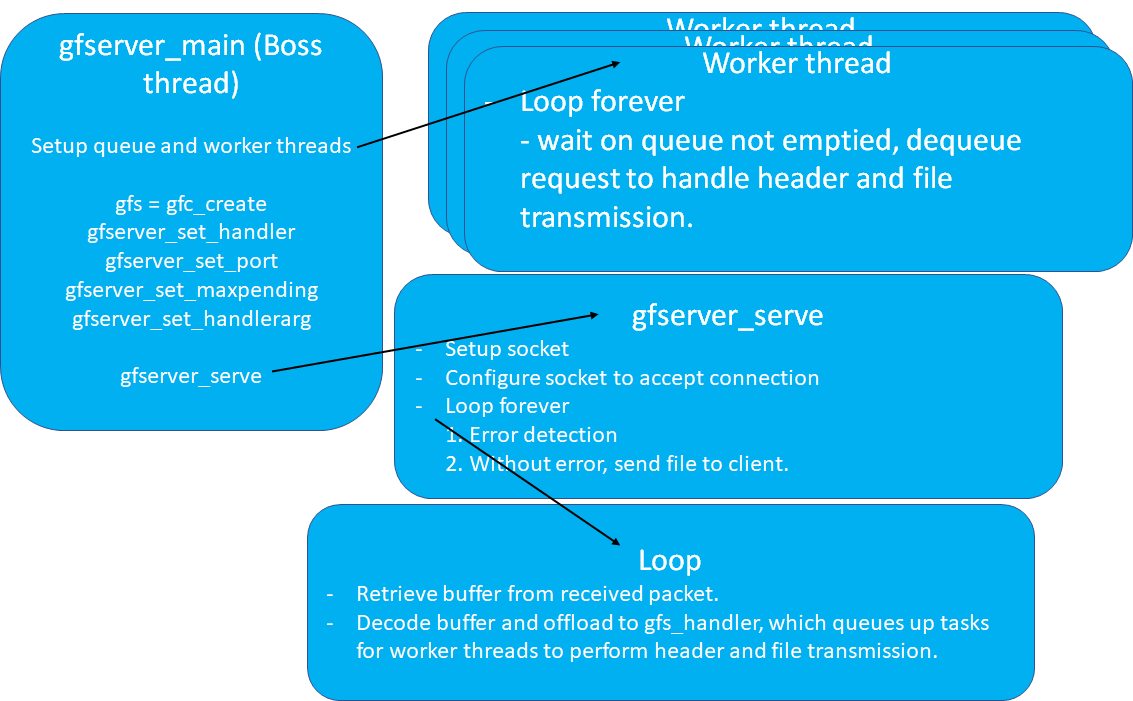 gfserver_main (Boss
thread)
Setup queue and worker threads
gfs = gfc_create
gfserver_set_handler
gfserver_set_port
gfserver_set_maxpending
gfserver_set_handlerarg
gfserver_serve
Worker thread
Worker thread
Worker thread
- Loop forever
- wait on queue not emptied, dequeue
request to handle header and file
transmission.
gfserver_serve
- Setup socket
- Configure socket to accept connection
- Loop forever
1. Error detection
2. Without error, send file to client.
Loop
- Retrieve buffer from received packet.
- Decode buffer and offload to gfs_handler, which queues up tasks
for worker threads to perform header and file transmission.